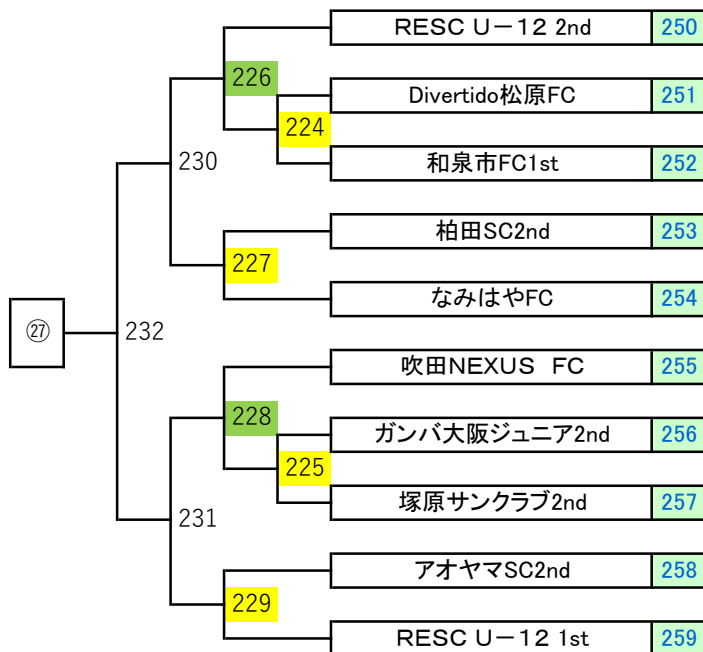 RESC U－12 2nd 250
226
Divertido松原FC 251
224
230
和泉市FC1st 252
柏田SC2nd 253
227
なみはやFC 254
㉗
232
吹田NEXUS　FC 255
228
ガンバ大阪ジュニア2nd 256
225
塚原サンクラブ2nd 257
231
アオヤマSC2nd 258
229
RESC U－12 1st 259